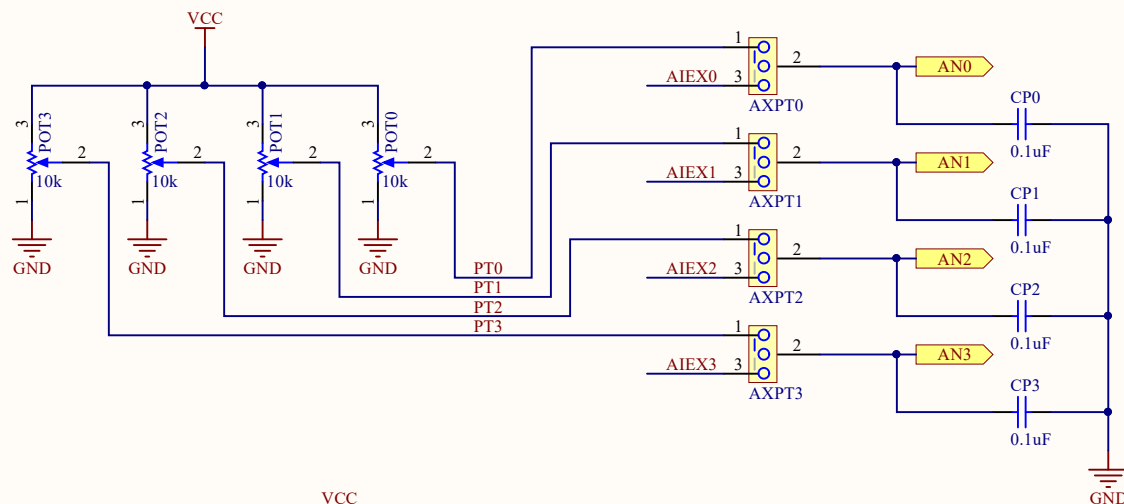 VCC
1
2
AN0
AIEX0
3
AXPT0
CP0
0.1uF
3
POT3
2
10k
1
GND
3
POT2
2
10k
1
GND
3
POT1
2
10k
1
GND
3
POT0
2
10k
1
GND
1
2
AN1
AIEX1
3
AXPT1
CP1
0.1uF
1
2
AN2
AIEX2
3
AXPT2
CP2
0.1uF
PT0
PT1
PT2
PT3
1
2
AN3
AIEX3
3
AXPT3
CP3
0.1uF
GND
VCC